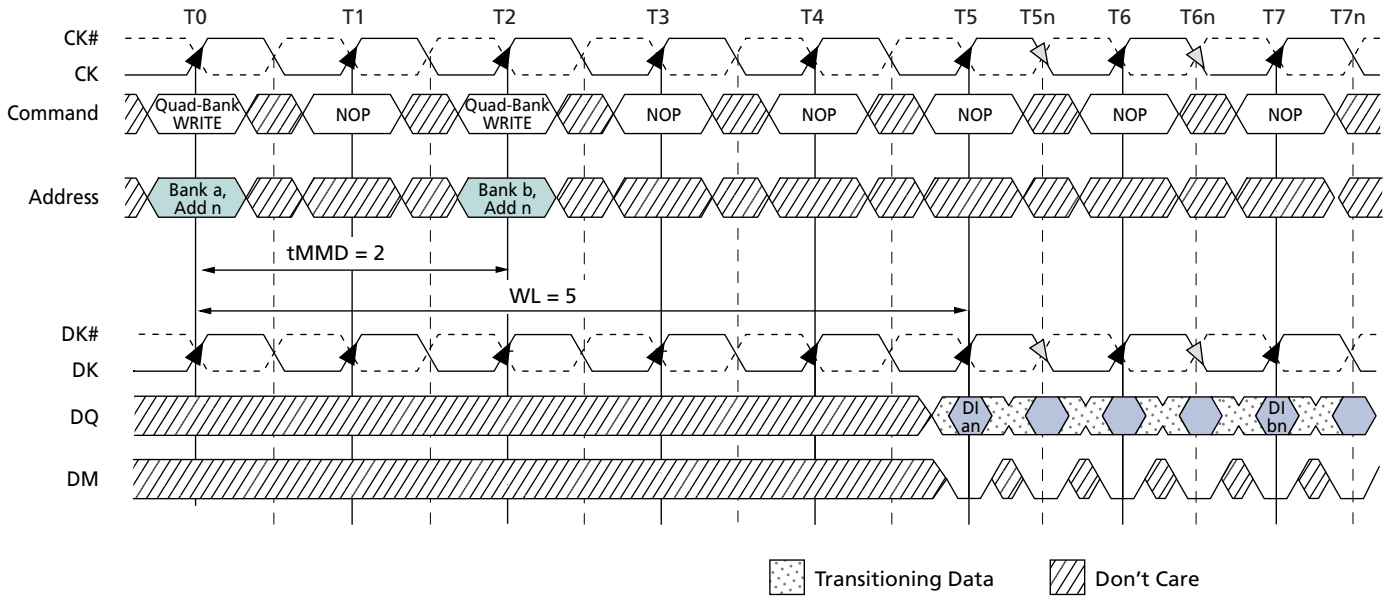 T0 T1 T2 T3 T4 T5 T5n T6 T6n T7 T7n
CK#
CK
Command
Quad-Bank
WRITE
NOP
Quad-Bank
WRITE
NOP
NOP
NOP
NOP
NOP
Address
Bank a,
Add n
Bank b,
Add n
tMMD = 2
WL = 5
DK#
DK
DQ
DI
an
DI
bn
DM
Transitioning Data
Don't Care